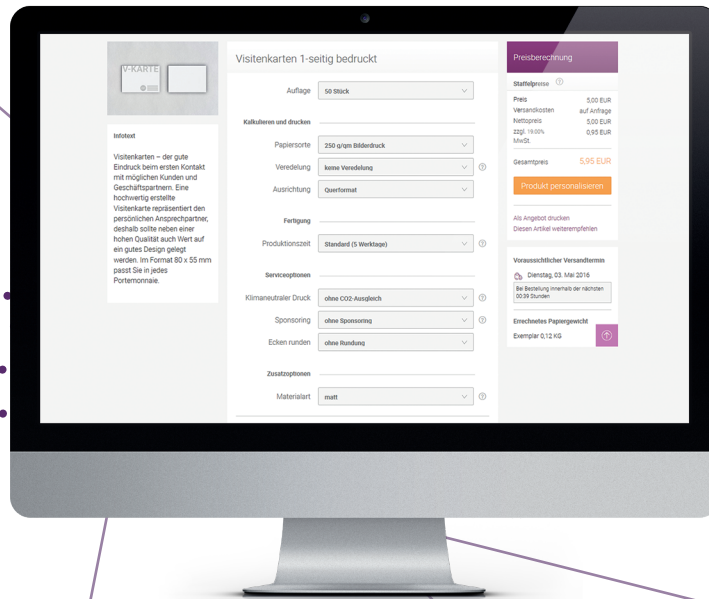 V-KARTE
Infotext
Visitenkarten – der gute
Eindruck beim ersten Kontakt
mit möglichen Kunden und
Geschäftspartnern. Eine
hochwertig erstellte
Visitenkarte repräsentiert den
persönlichen Ansprechpartner,
deshalb sollte neben einer
hohen Qualität auch Wert auf
ein gutes Design gelegt
werden. Im Format 80 x 55 mm
passt Sie in jedes
Portemonnaie.
Visitenkarten 1-seitig bedruckt
Auflage 50 Stück
Kalkulieren und drucken
Papiersorte 250 g/qm Bilderdruck
Veredelung keine Veredelung ?
Ausrichtung Querformat
Fertigung
Produktionszeit Standard (5 Werktage) ?
Serviceoptionen
Klimaneutraler Druck ohne CO2-Ausgleich ?
Sponsoring ohne Sponsoring ?
Ecken runden ohne Rundung
Zusatzoptionen
Materialart matt ?
Preisberechnung
Staffelpreise ?
Preis 5,00 EUR
Versandkosten auf Anfrage
Nettopreis 5,00 EUR
zzgl. 19.00% 0,95 EUR
MwSt.
Gesamtpreis 5,95 EUR
Produkt personalisieren
Als Angebot drucken
Diesen Artikel weiterempfehlen
Voraussichtlicher Versandtermin
Dienstag, 03. Mai 2016
Bei Bestellung innerhalb der nächsten
00:39 Stunden
Errechnetes Papiergewicht
Exemplar 0,12 KG